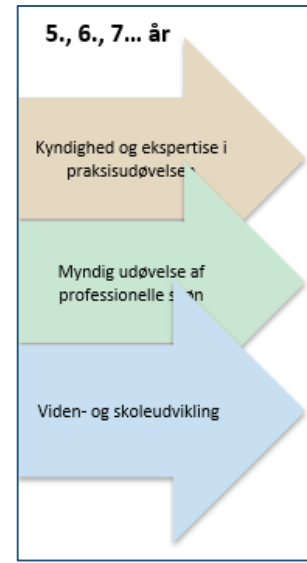 5., 6., 7... år
Kyndighed og ekspertise i
praksisudøvelse
Myndig udøvelse af
professionelle
Viden- og skoleudvikling